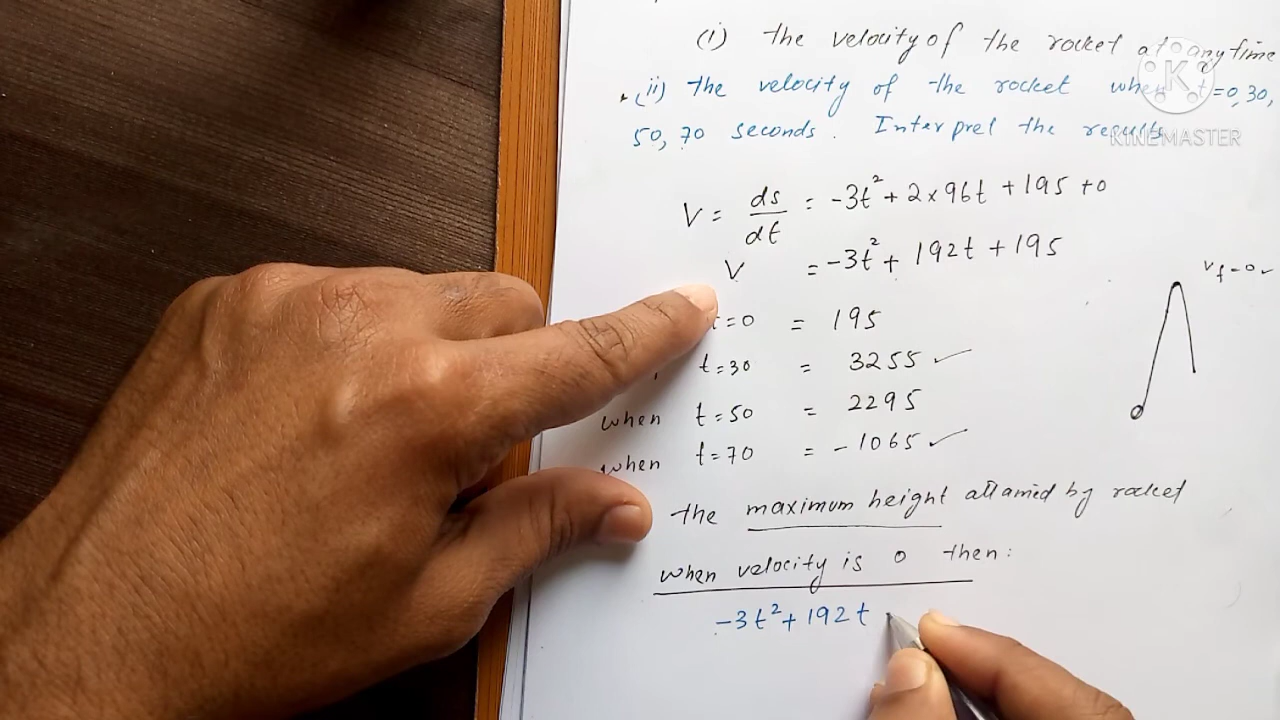 (i) the velocity of the rocket at any time
(ii) the velocity of the rocket when t=0,30,
50, 70 seconds. Interpret the results
KINEMASTER
V = ds/dt = -3t² + 2×96t + 195 + 0
V = -3t² + 192t + 195
Vf=0
t=0 = 195
t=30 = 3255
when t=50 = 2295
when t=70 = -1065
the maximum height attained by rocket
when velocity is 0 then:
-3t² + 192t